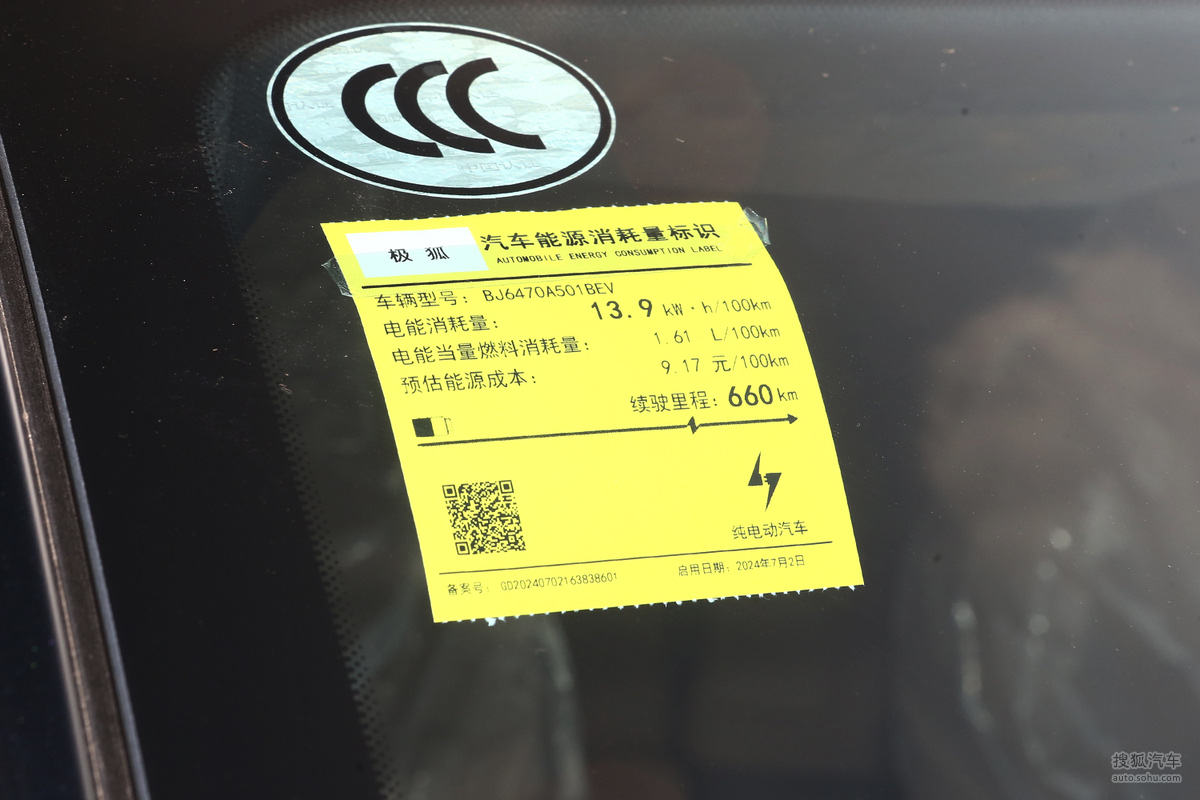 CCC
极狐
汽车能源消耗量标识
AUTOMOBILE ENERGY CONSUMPTION LABEL
车辆型号: BJ6470A501BEV
电能消耗量: 13.9 kW·h/100km
电能当量燃料消耗量: 1.61 L/100km
预估能源成本: 9.17 元/100km
续驶里程: 660 km
纯电动汽车
备案号: GD20240702163838601
启用日期: 2024年7月2日
搜狐汽车
auto.sohu.com